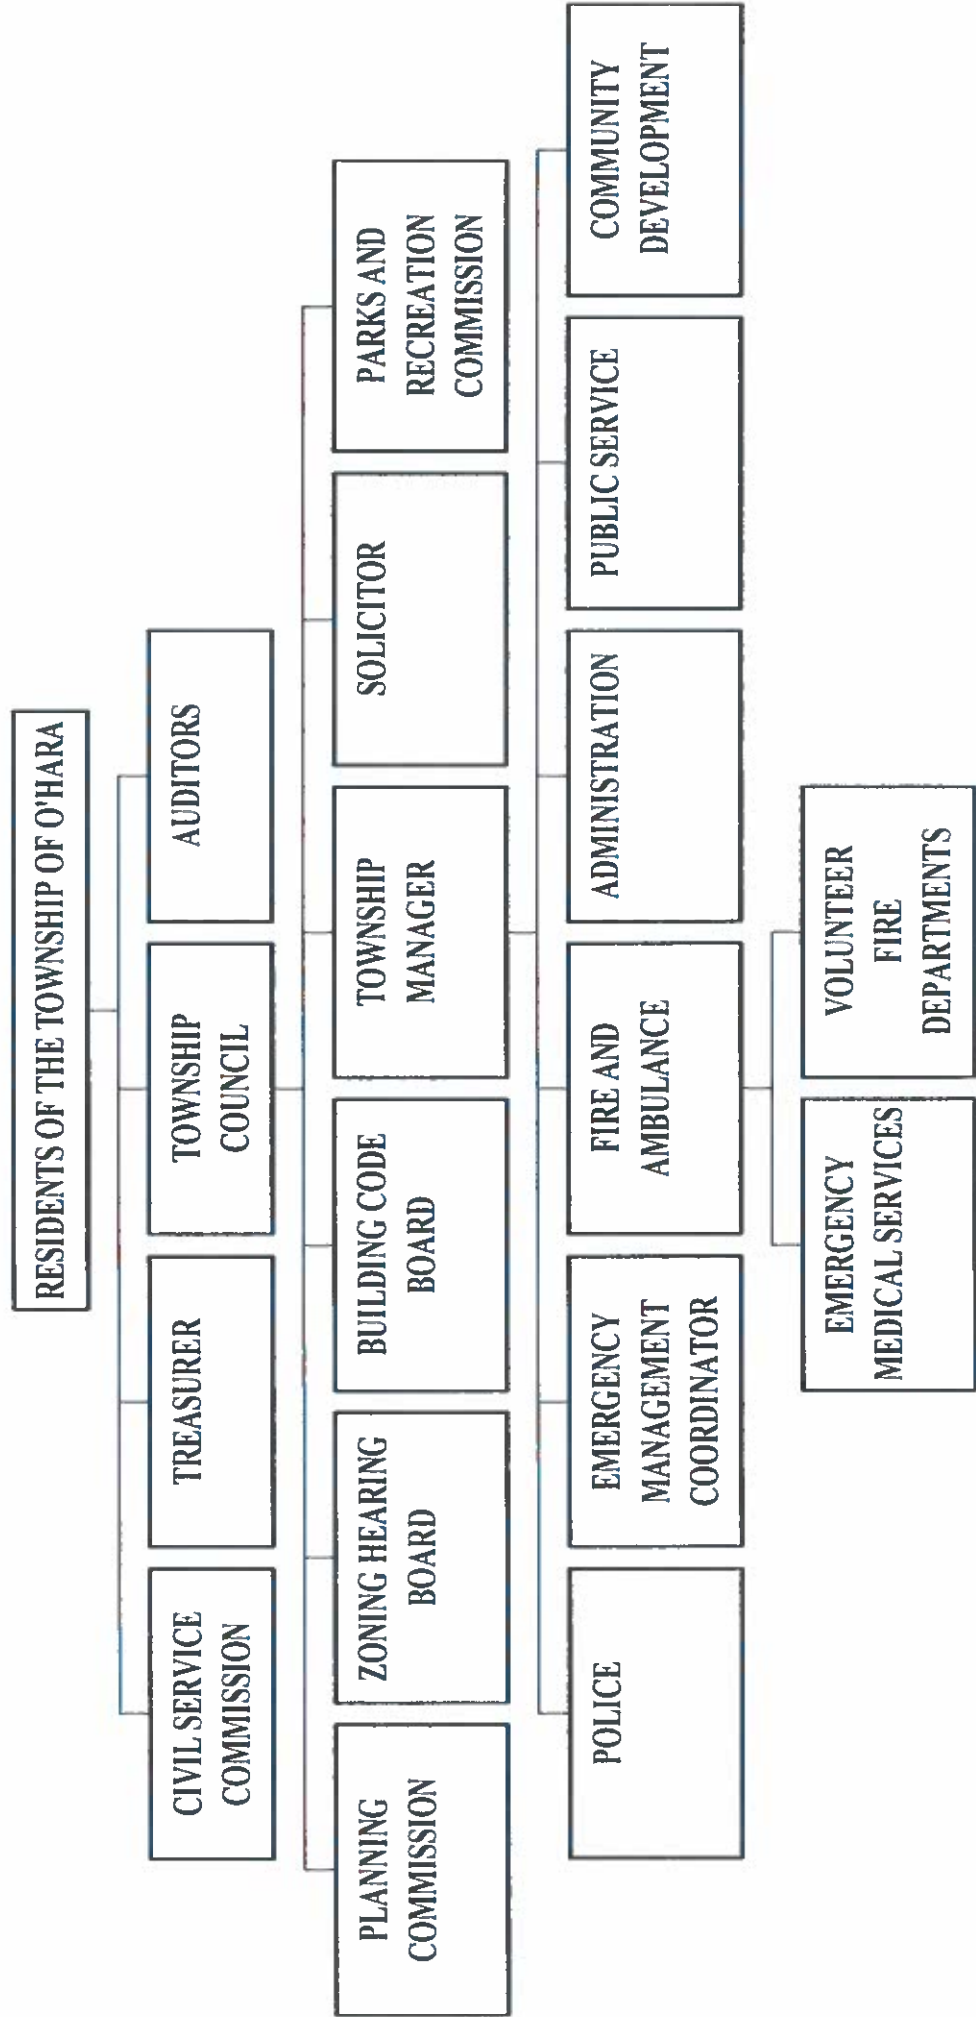 RESIDENTS OF THE TOWNSHIP OF O'HARA
CIVIL SERVICE
COMMISSION
TREASURER
TOWNSHIP
COUNCIL
AUDITORS
PLANNING
COMMISSION
ZONING HEARING
BOARD
BUILDING CODE
BOARD
TOWNSHIP
MANAGER
SOLICITOR
PARKS AND
RECREATION
COMMISSION
POLICE
EMERGENCY
MANAGEMENT
COORDINATOR
FIRE AND
AMBULANCE
ADMINISTRATION
PUBLIC SERVICE
COMMUNITY
DEVELOPMENT
EMERGENCY
MEDICAL SERVICES
VOLUNTEER
FIRE
DEPARTMENTS